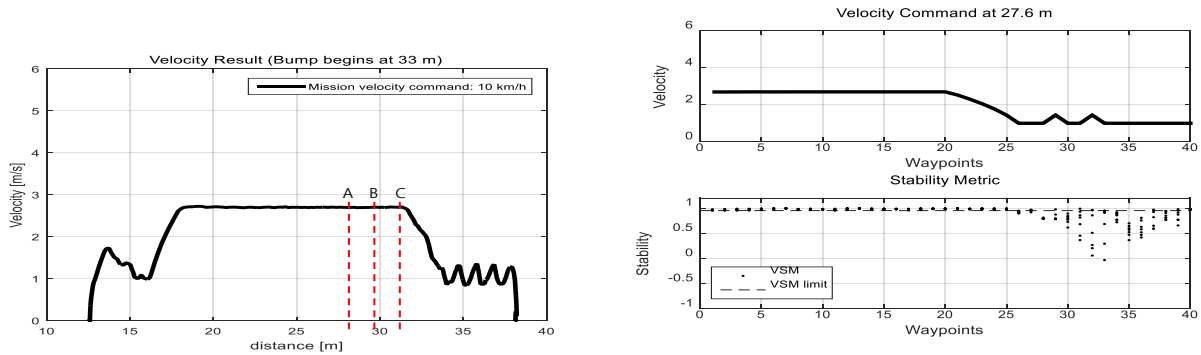 Velocity Result (Bump begins at 33 m)
Mission velocity command: 10 km/h
A B C
6
5
4
3
2
1
0
Velocity [m/s]
10 15 20 25 30 35 40
distance [m]
Velocity Command at 27.6 m
6
4
2
0
Velocity
0 5 10 15 20 25 30 35 40
Waypoints
Stability Metric
1
0.5
0
-0.5
-1
Stability
VSM
VSM limit
0 5 10 15 20 25 30 35 40
Waypoints